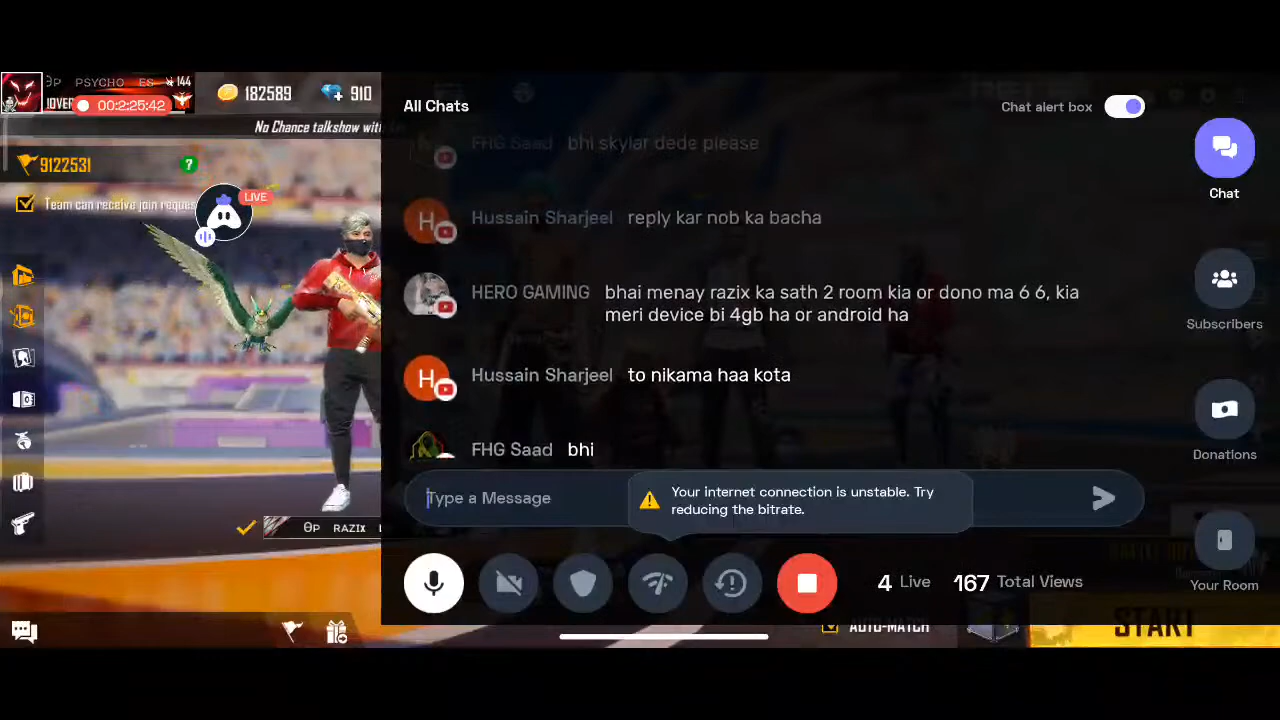 PSYCHO ES 144
00:2:25:42
182589
910
No Chance talkshow with
9122531
7
Team can receive join reques
LIVE
RAZIX
All Chats
Chat alert box
FHG Saad bhi skylar dede please
Hussain Sharjeel reply kar nob ka bacha
HERO GAMING bhai menay razix ka sath 2 room kia or dono ma 6 6, kia
meri device bi 4gb ha or android ha
Hussain Sharjeel to nikama haa kota
FHG Saad bhi
Type a Message
Your internet connection is unstable. Try
reducing the bitrate.
4 Live 167 Total Views
Chat
Subscribers
Donations
Your Room
AUTO-MATCH
START